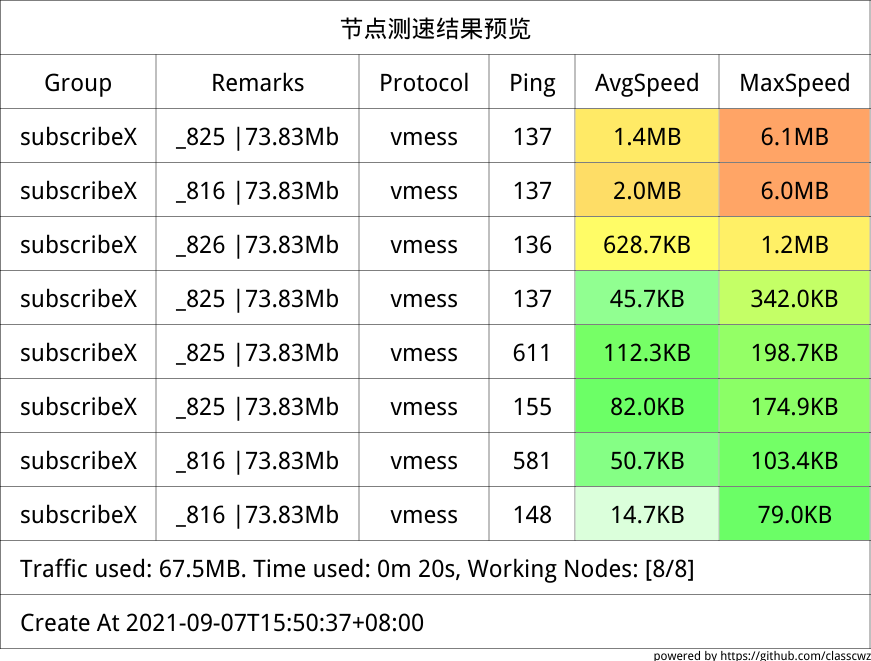 节点测速结果预览
Group Remarks Protocol Ping AvgSpeed MaxSpeed
subscribeX _825 |73.83Mb vmess 137 1.4MB 6.1MB
subscribeX _816 |73.83Mb vmess 137 2.0MB 6.0MB
subscribeX _826 |73.83Mb vmess 136 628.7KB 1.2MB
subscribeX _825 |73.83Mb vmess 137 45.7KB 342.0KB
subscribeX _825 |73.83Mb vmess 611 112.3KB 198.7KB
subscribeX _825 |73.83Mb vmess 155 82.0KB 174.9KB
subscribeX _816 |73.83Mb vmess 581 50.7KB 103.4KB
subscribeX _816 |73.83Mb vmess 148 14.7KB 79.0KB
Traffic used: 67.5MB. Time used: 0m 20s, Working Nodes: [8/8]
Create At 2021-09-07T15:50:37+08:00
powered by https://github.com/classcwz